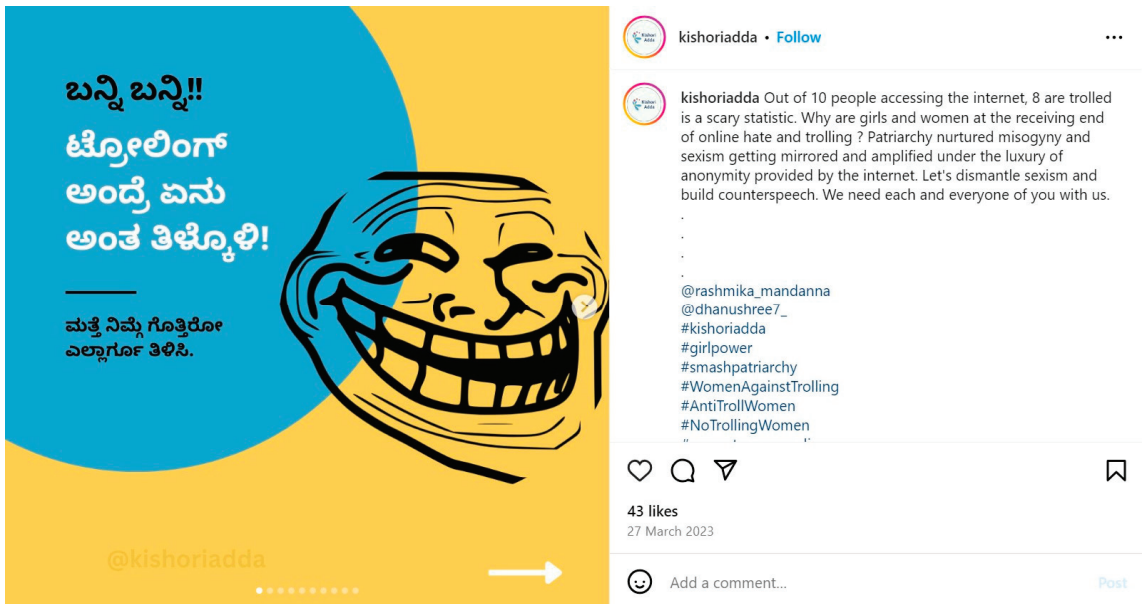 ಬನ್ನಿ ಬನ್ನಿ!!
ಟ್ರೋಲಿಂಗ್
ಅಂದ್ರೆ ಏನು
ಅಂತ ತಿಳ್ಕೊಳಿ!
ಮತ್ತೆ ನಿಮ್ಗೆ ಗೊತ್ತಿರೋ
ಎಲ್ಲಾರ್ಗೂ ತಿಳಿಸಿ.
@kishoriadda
kishoriadda • Follow
kishoriadda Out of 10 people accessing the internet, 8 are trolled
is a scary statistic. Why are girls and women at the receiving end
of online hate and trolling ? Patriarchy nurtured misogyny and
sexism getting mirrored and amplified under the luxury of
anonymity provided by the internet. Let's dismantle sexism and
build counterspeech. We need each and everyone of you with us.
.
.
.
.
@rashmika_mandanna
@dhanushree7_
#kishoriadda
#girlpower
#smashpatriarchy
#WomenAgainstTrolling
#AntiTrollWomen
#NoTrollingWomen
43 likes
27 March 2023
Add a comment...
Post